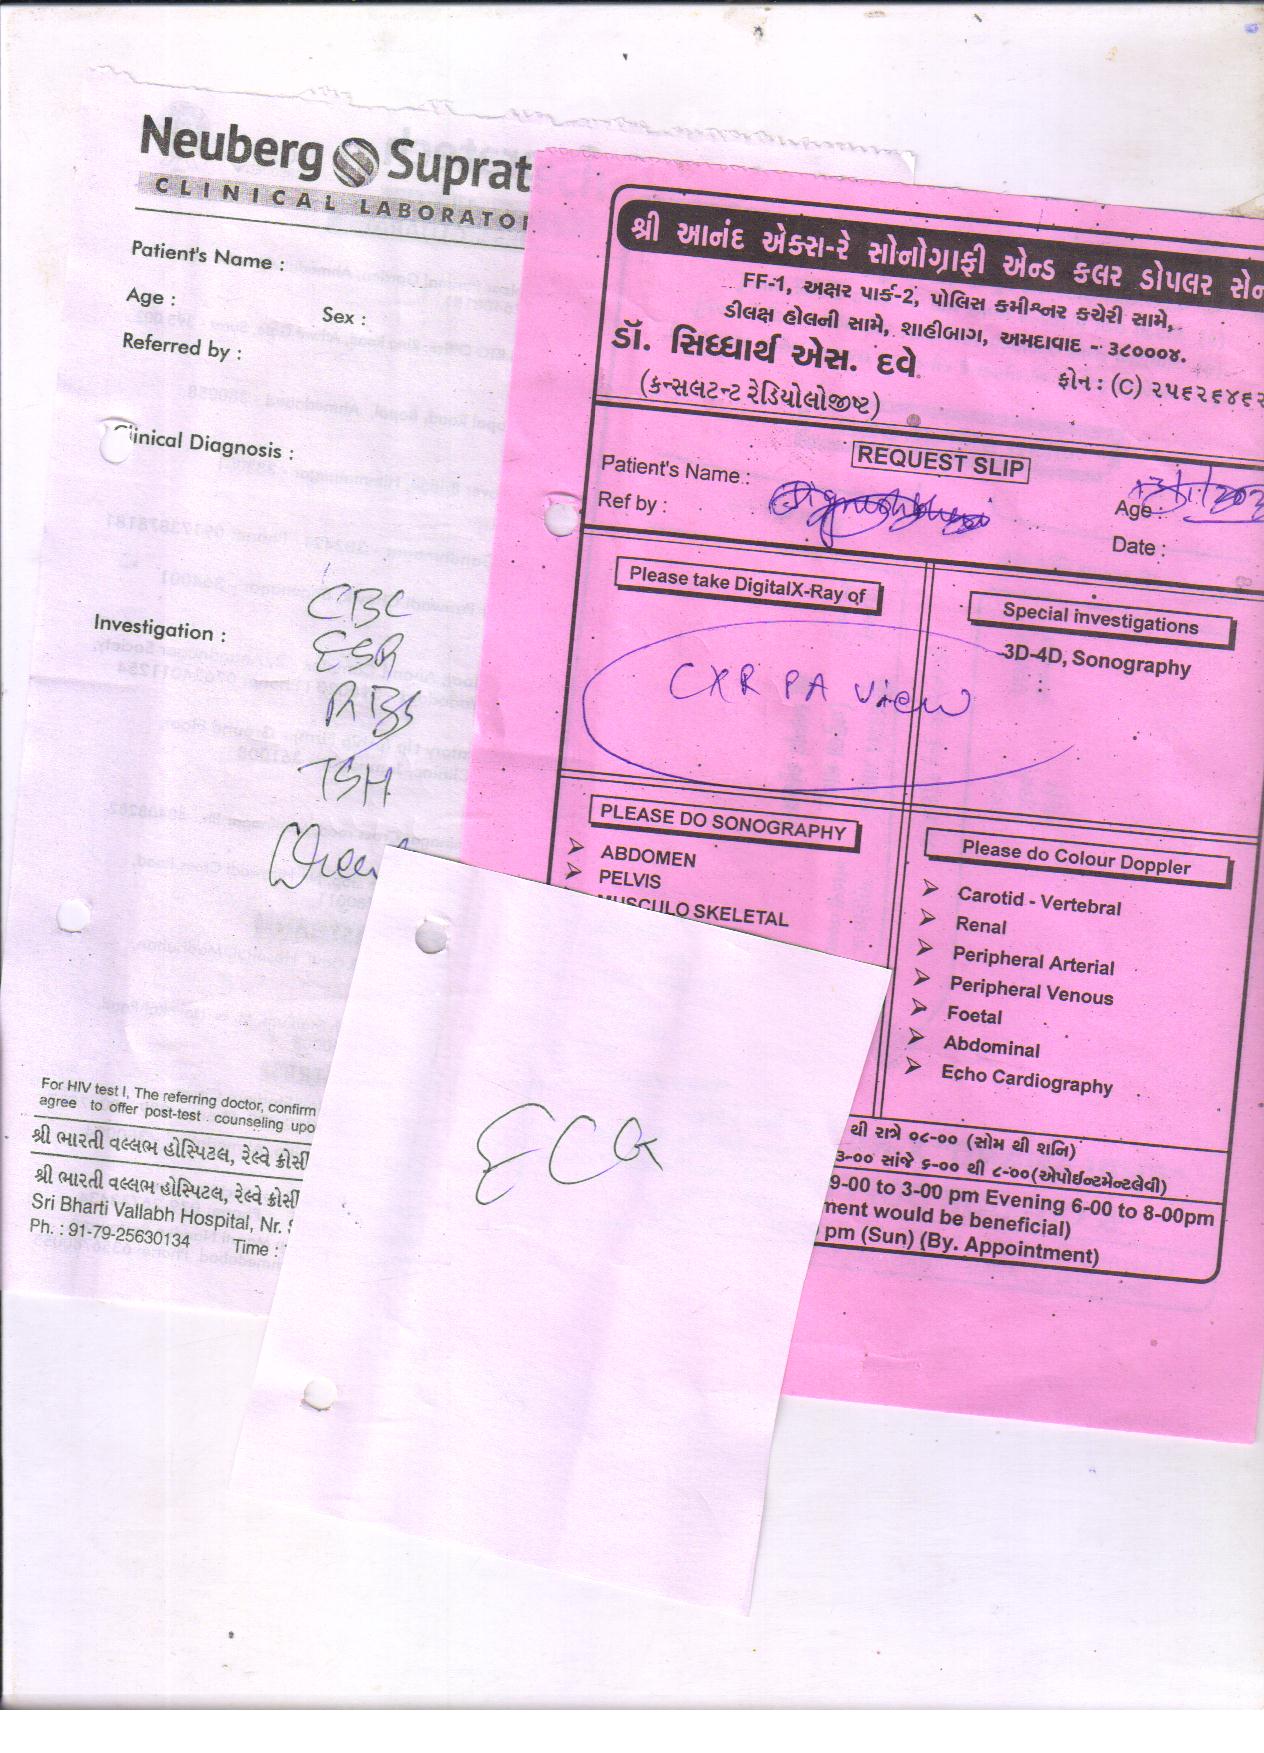 Neuberg Suprat
CLINICAL LABORATO
Patient's Name :
Age :
Sex :
Referred by :
Clinical Diagnosis :
Investigation :
CBC
ESR
RBS
TSH
For HIV test I, The referring doctor, confirm
agree to offer post-test counseling upo
શ્રી ભારતી વલ્લભ હોસ્પિટલ, રેલ્વે ક્રોસી
શ્રી ભારતી વલ્લભ હોસ્પિટલ, રેલ્વે ક્રોસી
Sri Bharti Vallabh Hospital, Nr.
Ph. : 91-79-25630134
Time :
શ્રી આનંદ એક્સ-રે સોનોગ્રાફી એન્ડ કલર ડોપલર સેન
FF-1, અક્ષર પાર્ક-2, પોલિસ કમીશ્નર કચેરી સામે,
ડીલક્ષ હોલની સામે, શાહીબાગ, અમદાવાદ - ૩૮૦૦૦૪.
ડૉ. સિધ્ધાર્થ એસ. દવે
ફોન : (C) ૨૫૬૨૬૪૬૨
(કન્સલટન્ટ રેડિયોલોજીષ્ટ)
REQUEST SLIP
Patient's Name :
Ref by :
Age :
Date :
Please take DigitalX-Ray of
CXR PA view
Special investigations
3D-4D, Sonography
PLEASE DO SONOGRAPHY
ABDOMEN
PELVIS
MUSCULO SKELETAL
Please do Colour Doppler
Carotid - Vertebral
Renal
Peripheral Arterial
Peripheral Venous
Foetal
Abdominal
Echo Cardiography
થી રાત્રે ૦૮-૦૦ (સોમ થી શનિ)
૩-૦૦ સાંજે ૬-૦૦ થી ૮-૦૦(એપોઈન્ટમેન્ટલેવી)
9-00 to 3-00 pm Evening 6-00 to 8-00pm
ment would be beneficial)
pm (Sun) (By. Appointment)
ECG